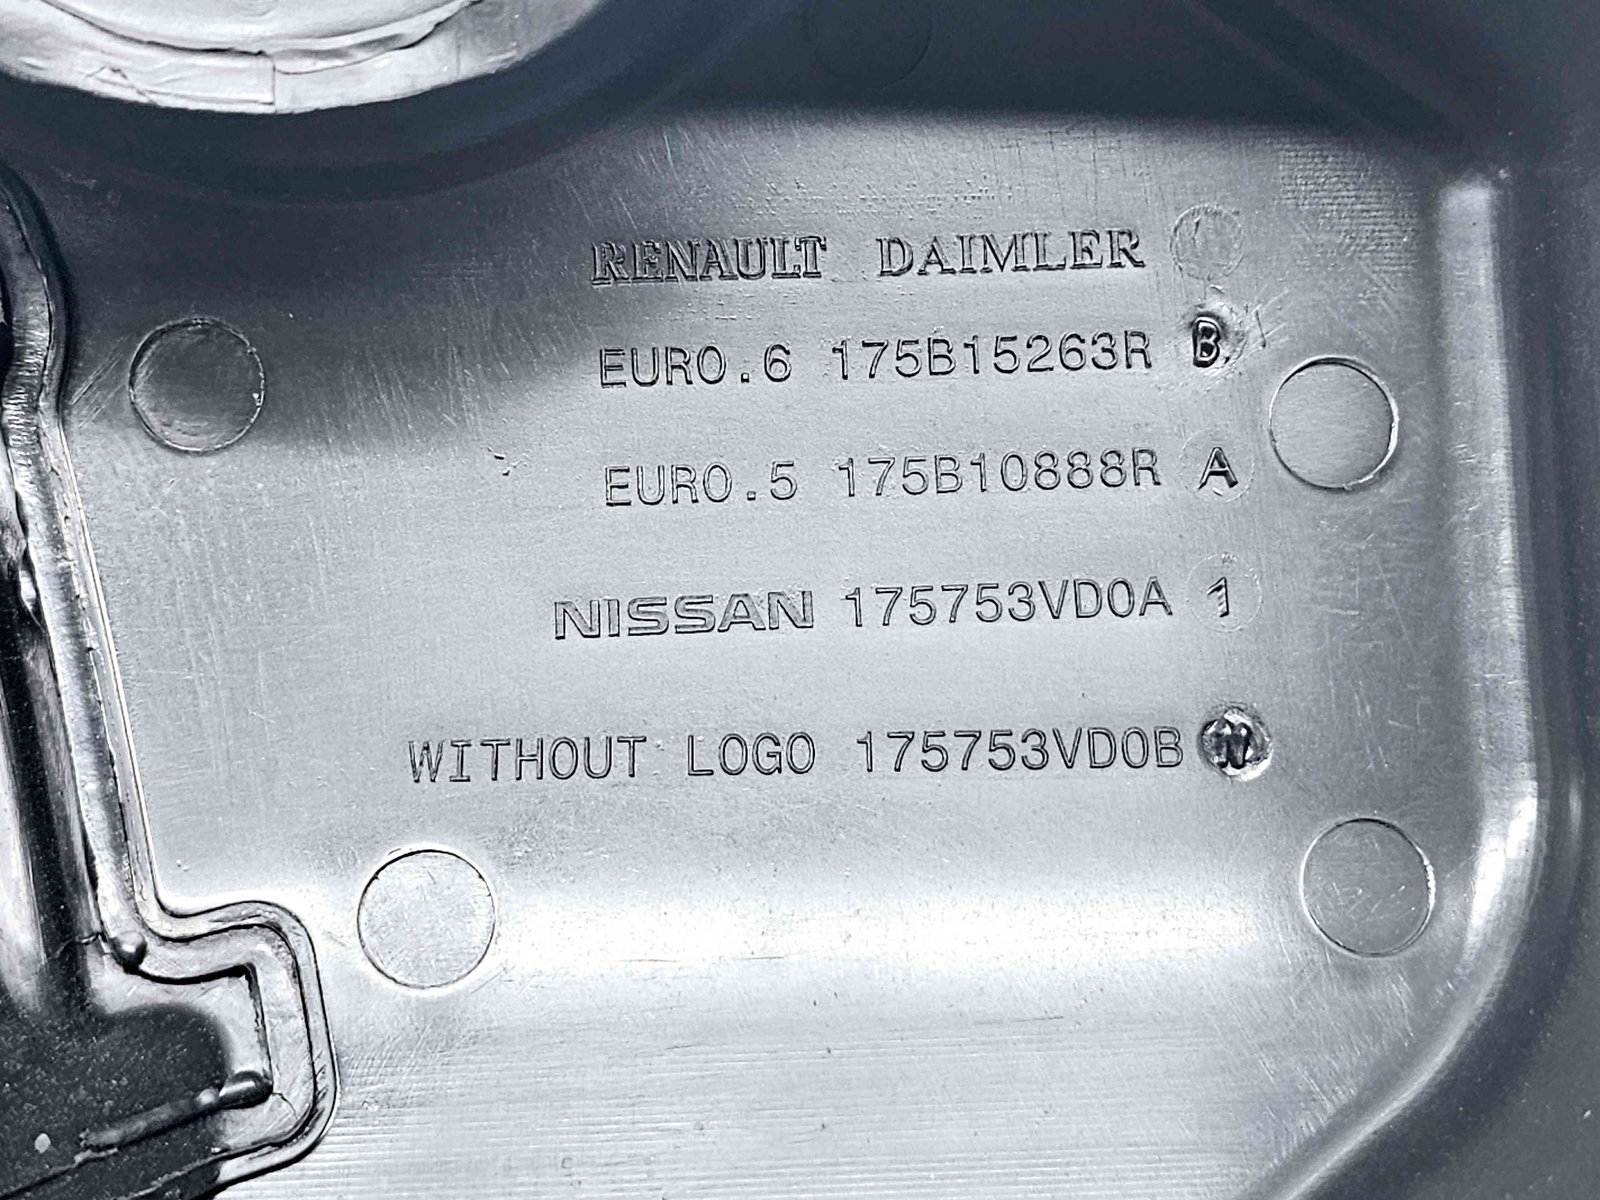 RENAULT DAIMLER
EURO.6 175B15263R B
EURO.5 175B10888R A
NISSAN 175753VD0A 1
WITHOUT LOGO 175753VD0B